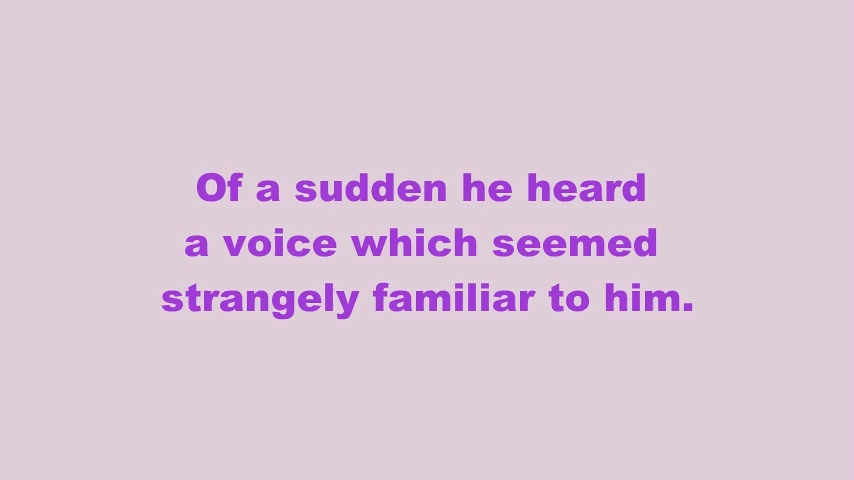 Of a sudden he heard
a voice which seemed
strangely familiar to him.